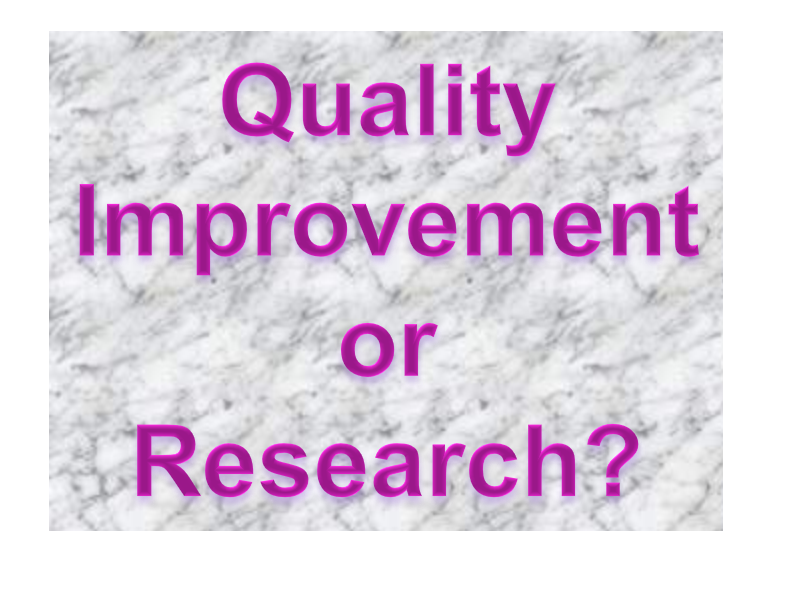 Quality
Improvement
or
Research?